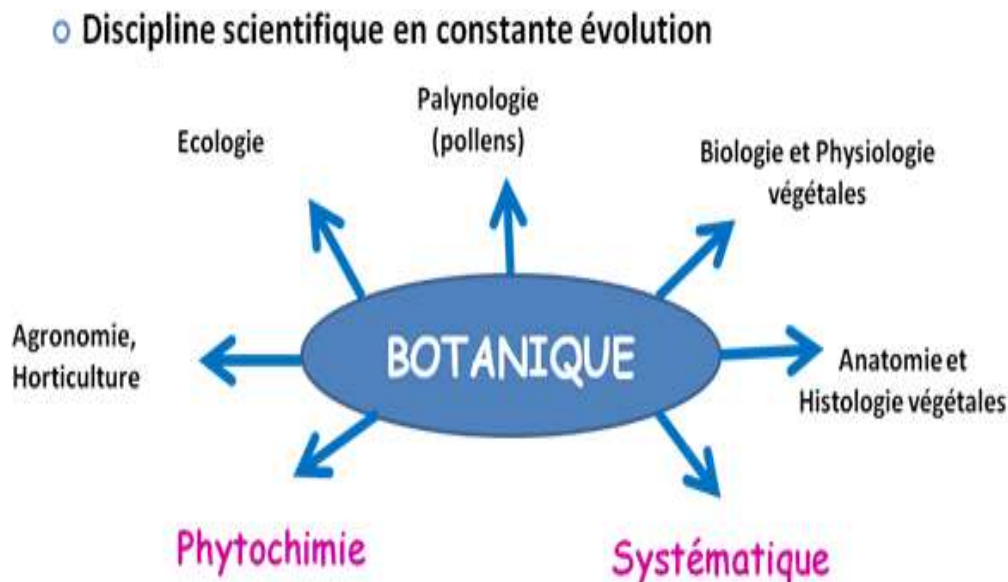 Discipline scientifique en constante évolution
Palynologie
(pollens)
Ecologie
Biologie et Physiologie
végétales
Agronomie,
Horticulture
BOTANIQUE
Anatomie et
Histologie végétales
Phytochimie
Systématique